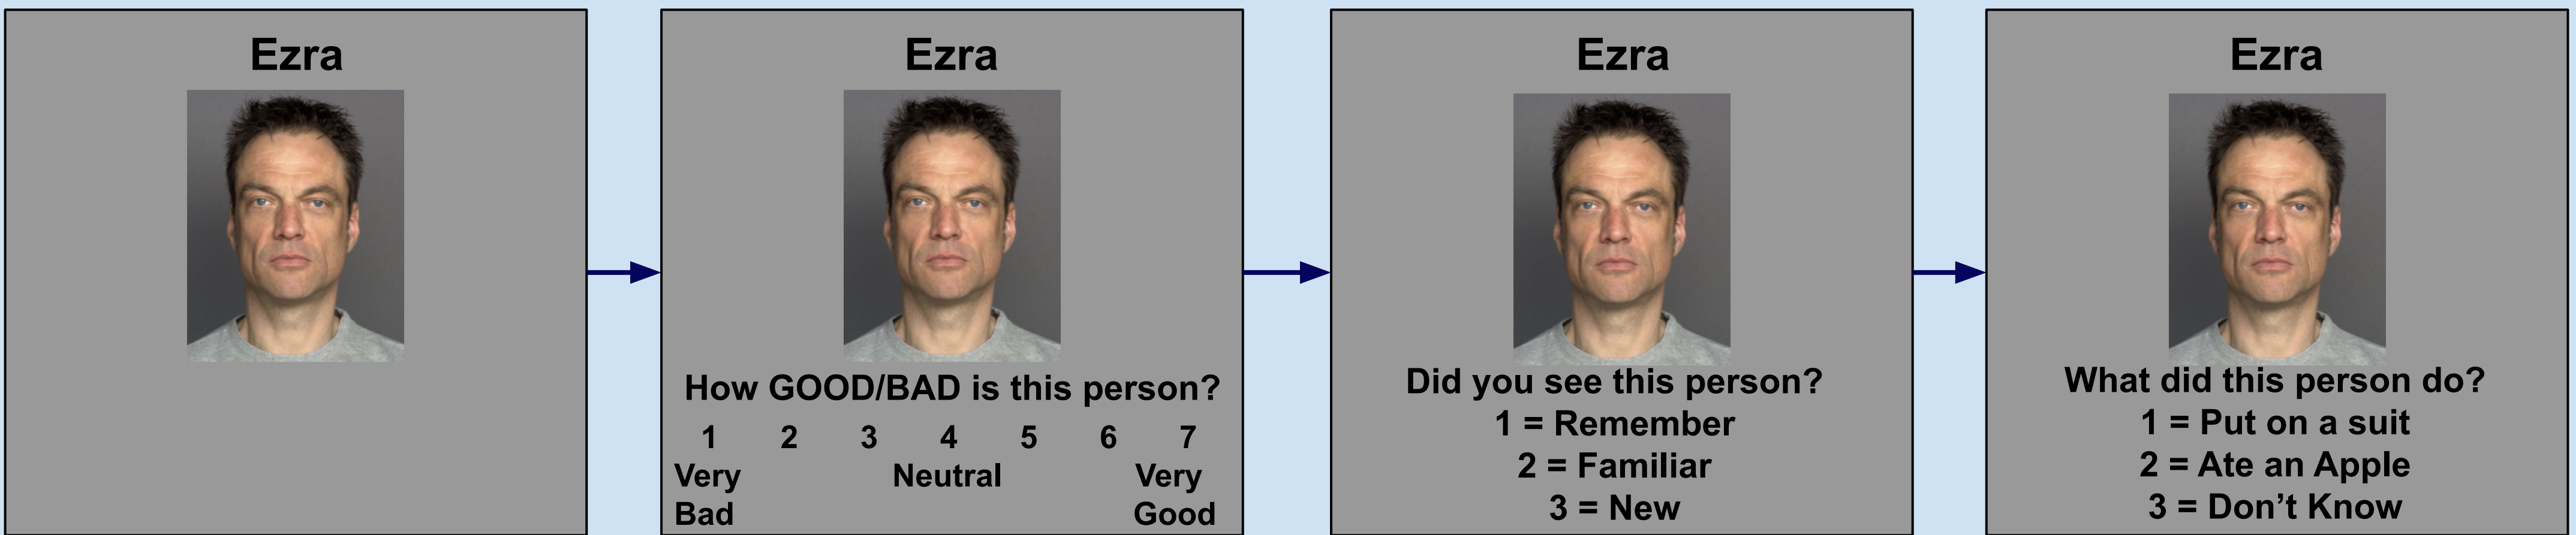 Ezra
Ezra
How GOOD/BAD is this person?
1 2 3 4 5 6 7
Very Neutral Very
Bad Good
Ezra
Did you see this person?
1 = Remember
2 = Familiar
3 = New
Ezra
What did this person do?
1 = Put on a suit
2 = Ate an Apple
3 = Don’t Know